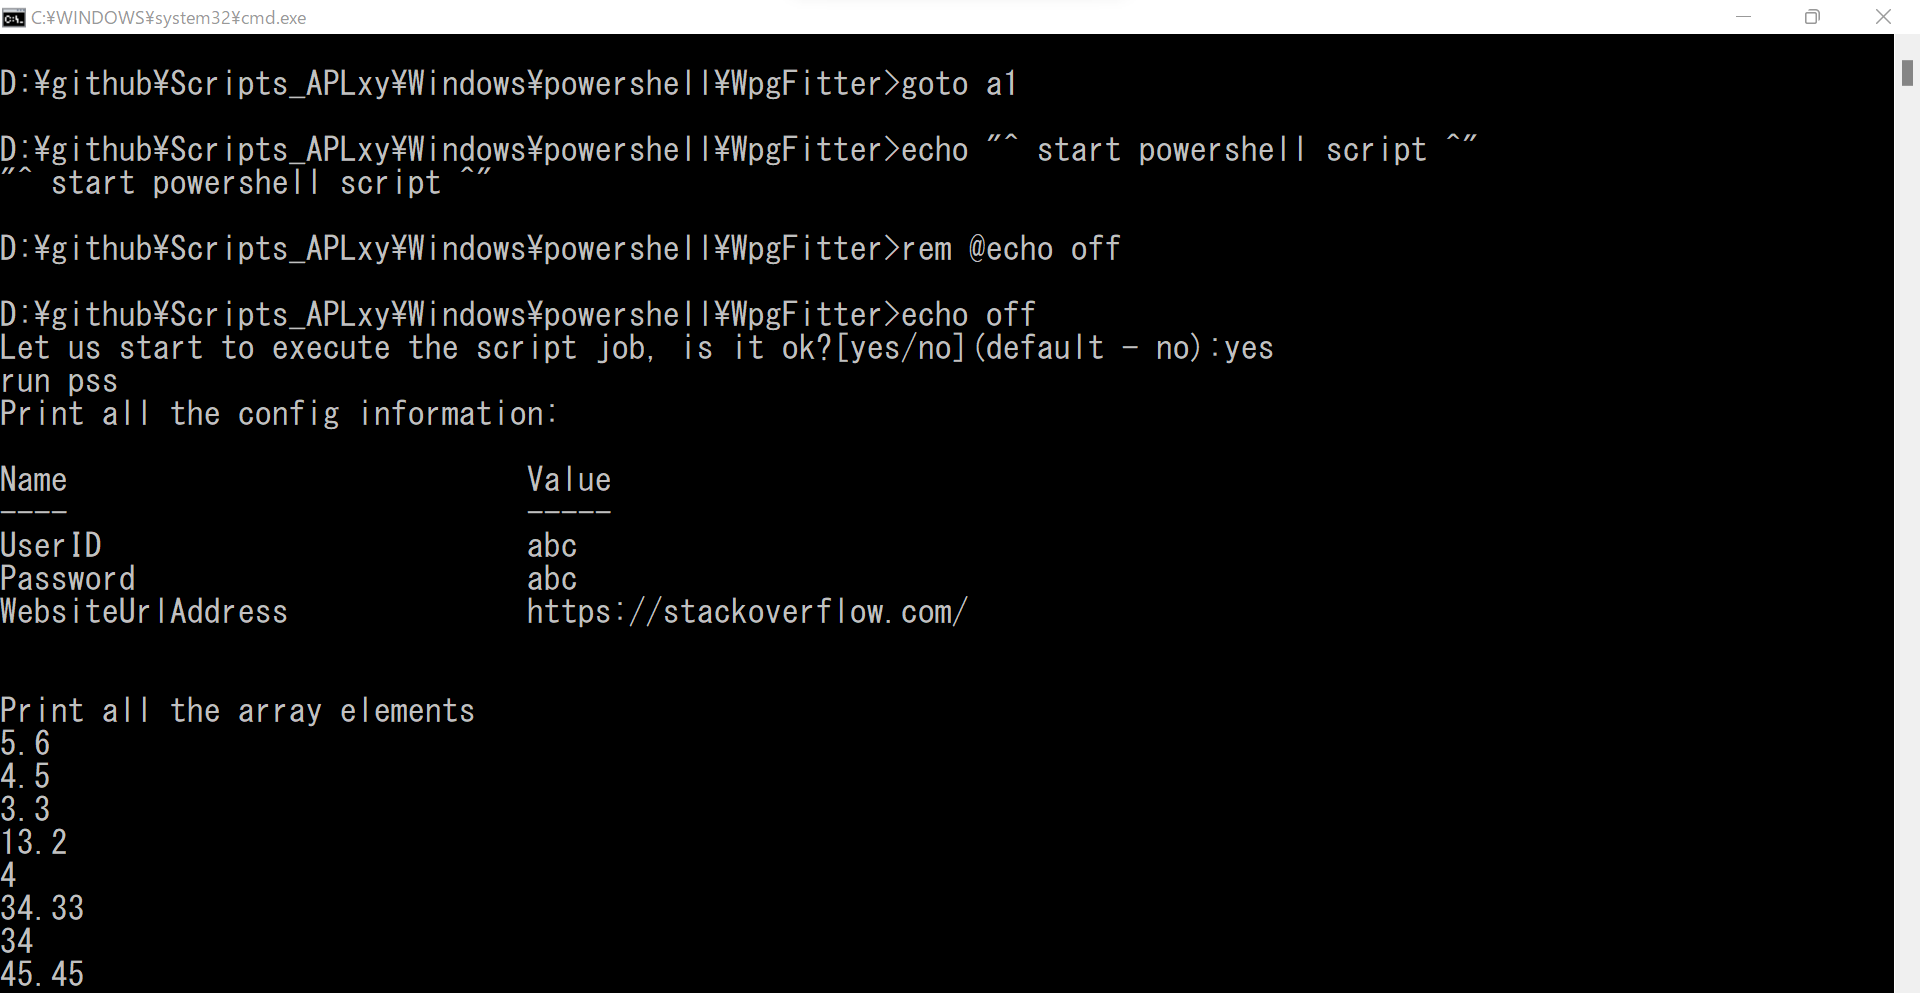 C:¥WINDOWS¥system32¥cmd.exe
D:¥github¥Scripts_APLxy¥Windows¥powershell¥WpgFitter>goto a1
D:¥github¥Scripts_APLxy¥Windows¥powershell¥WpgFitter>echo "^ start powershell script ^"
"^ start powershell script ^"
D:¥github¥Scripts_APLxy¥Windows¥powershell¥WpgFitter>rem @echo off
D:¥github¥Scripts_APLxy¥Windows¥powershell¥WpgFitter>echo off
Let us start to execute the script job, is it ok?[yes/no](default - no):yes
run pss
Print all the config information:
Name Value
---- -----
UserID abc
Password abc
WebsiteUrlAddress https://stackoverflow.com/
Print all the array elements
5.6
4.5
3.3
13.2
4
34.33
34
45.45